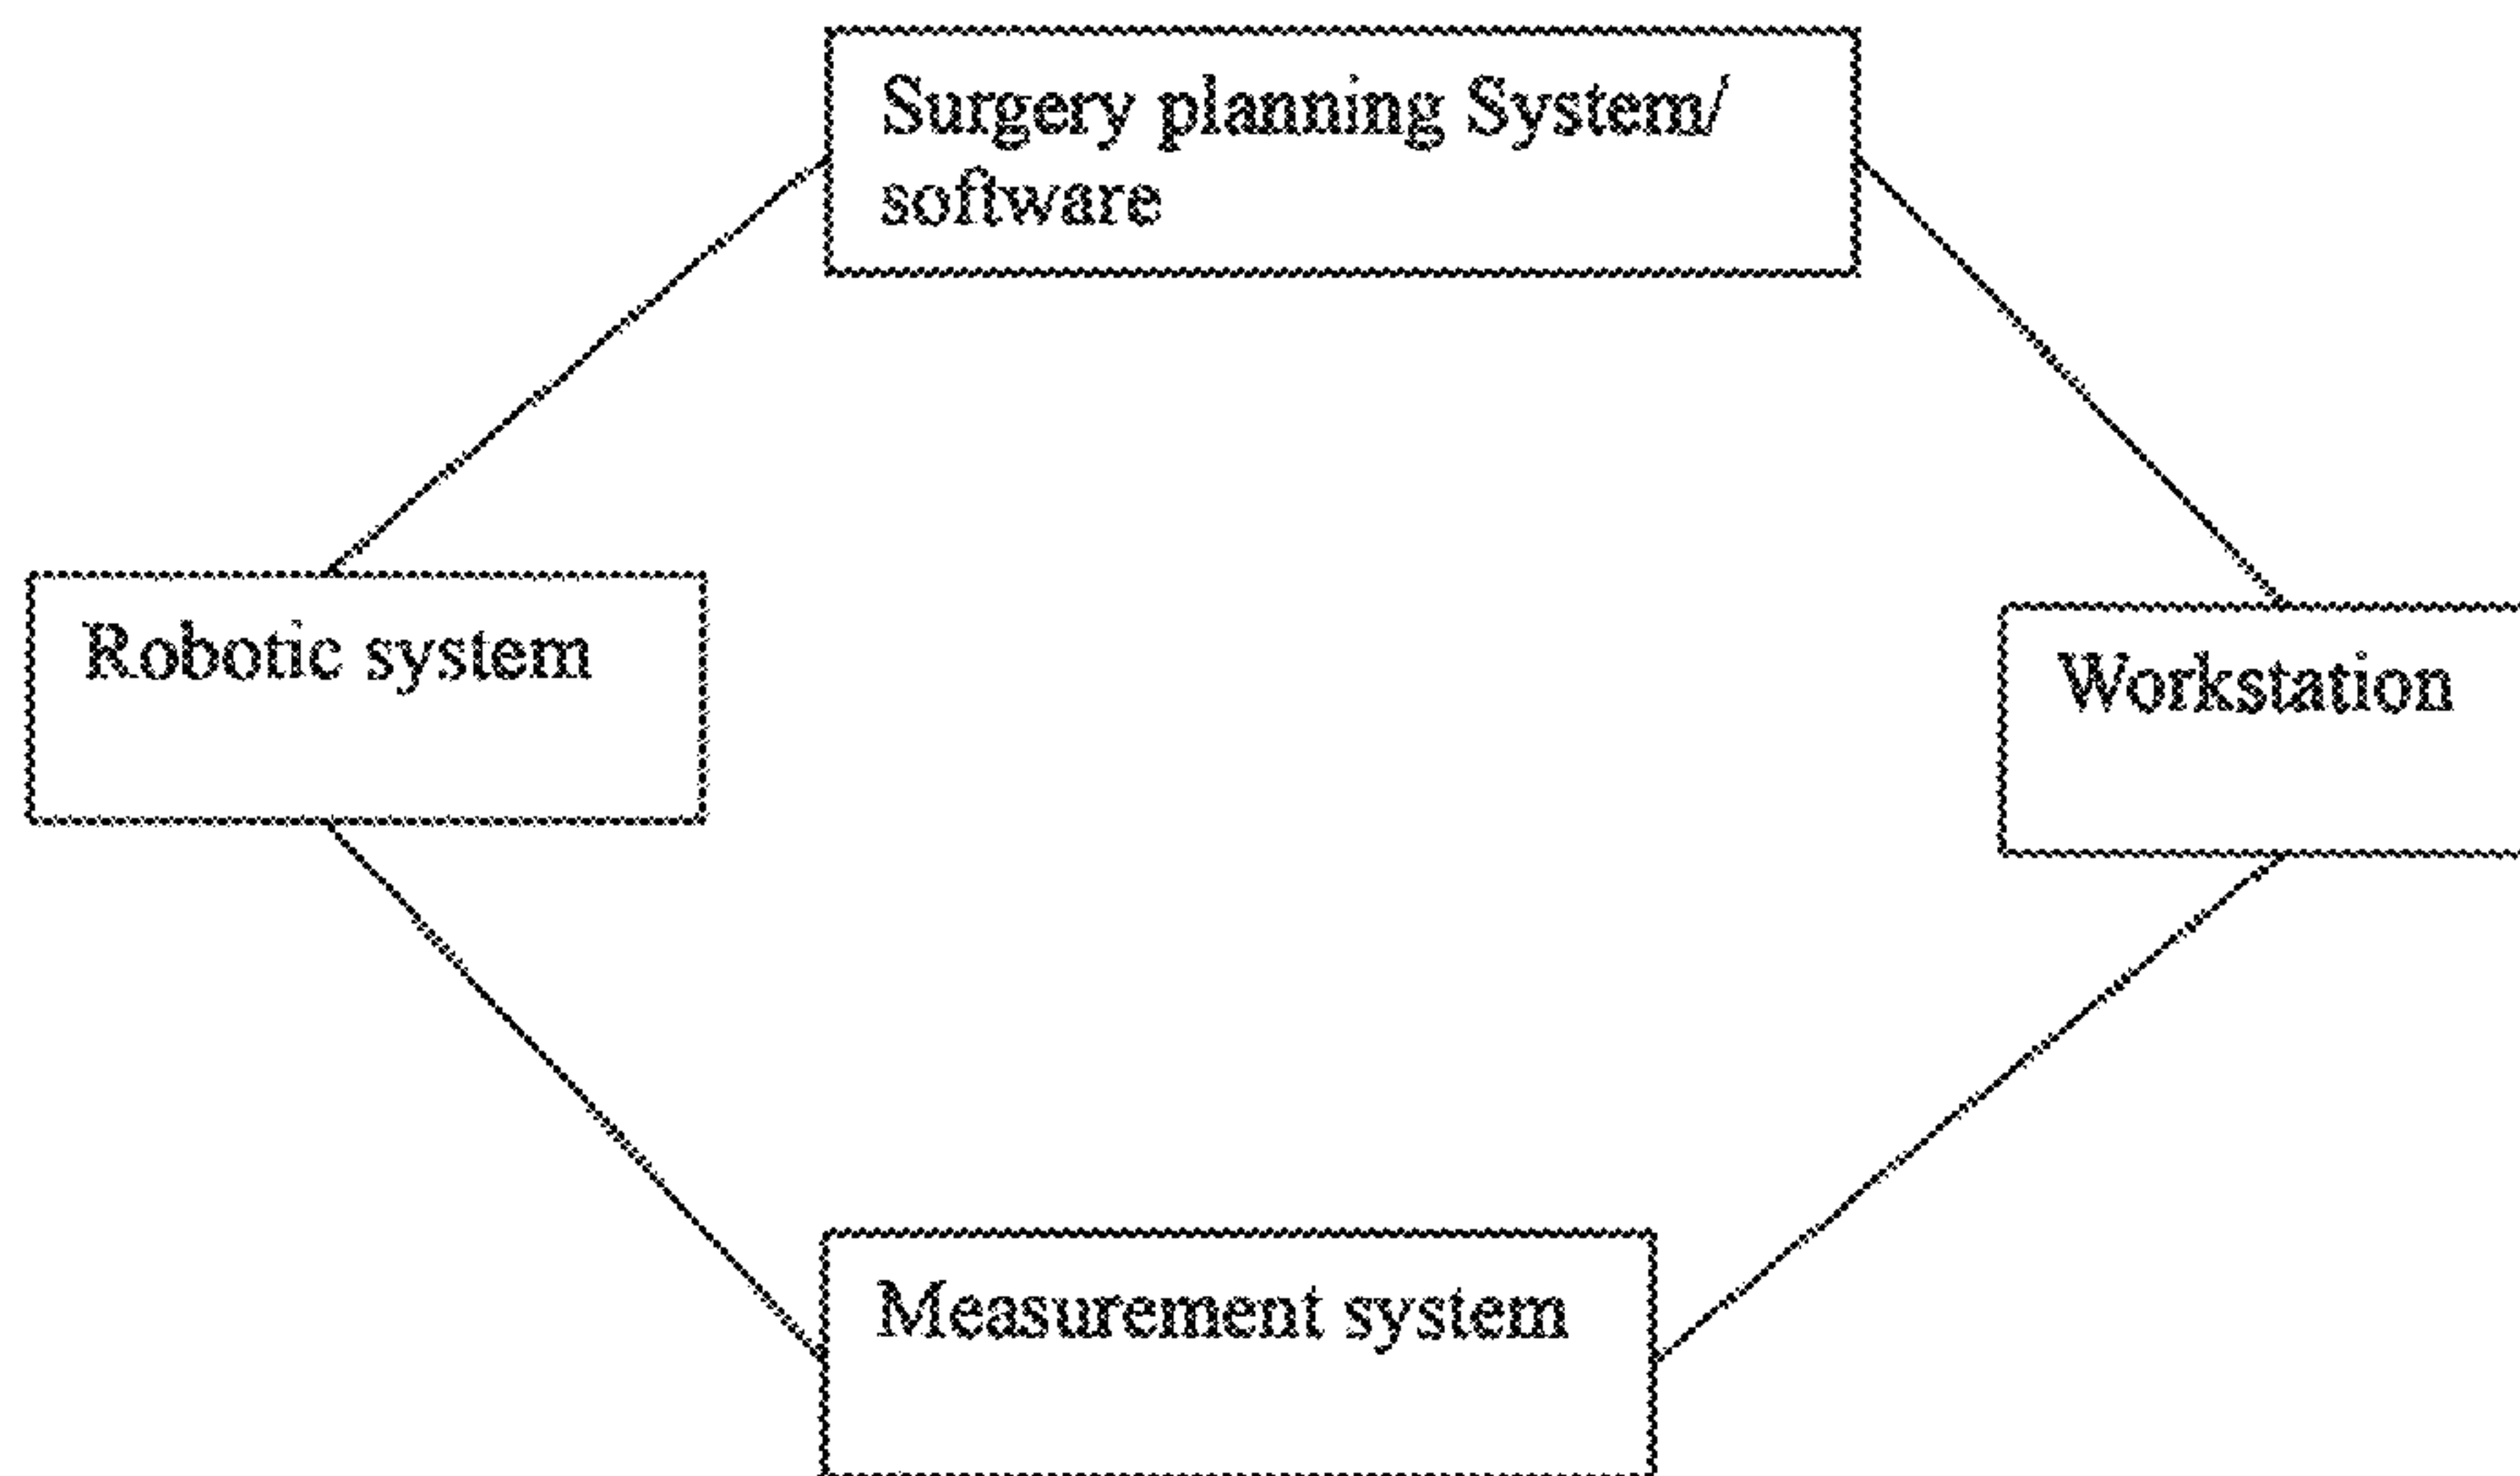 Surgery planning System/
software
Robotic system
Workstation
Measurement system